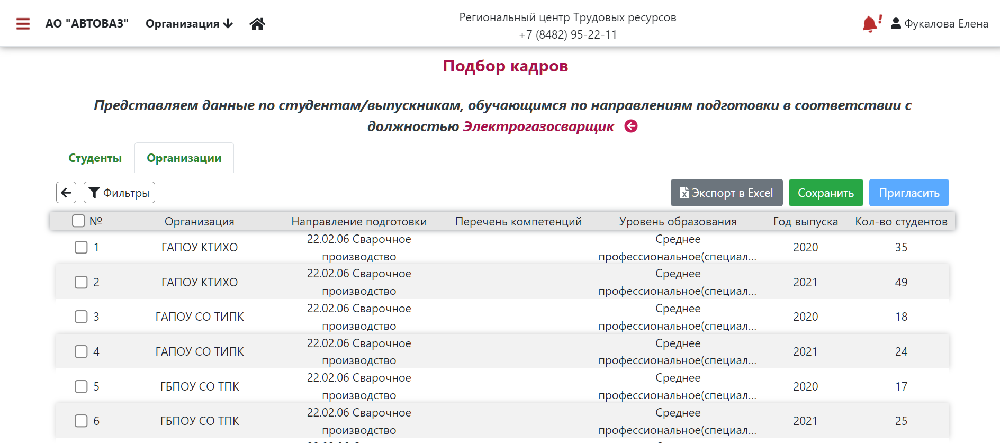 АО "АВТОВАЗ" Организация Региональный центр Трудовых ресурсов Фукалова Елена
+7 (8482) 95-22-11
Подбор кадров
Представляем данные по студентам/выпускникам, обучающимся по направлениям подготовки в соответствии с
должностью Электрогазосварщик
Студенты Организации
Фильтры Экспорт в Excel Сохранить Пригласить
№ Организация Направление подготовки Перечень компетенций Уровень образования Год выпуска Кол-во студентов
1 ГАПОУ КТИХО 22.02.06 Сварочное производство Среднее профессиональное(специал... 2020 35
2 ГАПОУ КТИХО 22.02.06 Сварочное производство Среднее профессиональное(специал... 2021 49
3 ГАПОУ СО ТИПК 22.02.06 Сварочное производство Среднее профессиональное(специал... 2020 18
4 ГАПОУ СО ТИПК 22.02.06 Сварочное производство Среднее профессиональное(специал... 2021 24
5 ГБПОУ СО ТПК 22.02.06 Сварочное производство Среднее профессиональное(специал... 2020 17
6 ГБПОУ СО ТПК 22.02.06 Сварочное производство Среднее профессиональное(специал... 2021 25